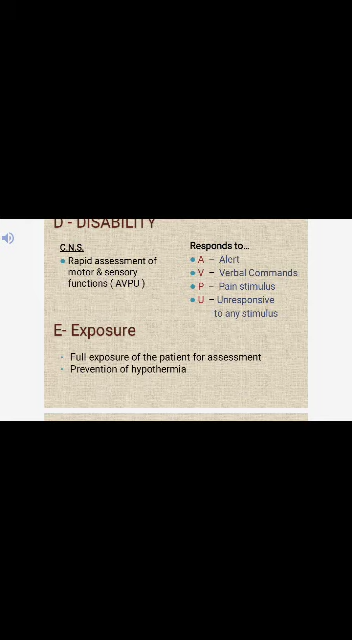 D - DISABILITY
C.N.S.
Rapid assessment of
motor & sensory
functions ( AVPU )
Responds to...
A – Alert
V – Verbal Commands
P – Pain stimulus
U – Unresponsive
to any stimulus
E- Exposure
Full exposure of the patient for assessment
Prevention of hypothermia